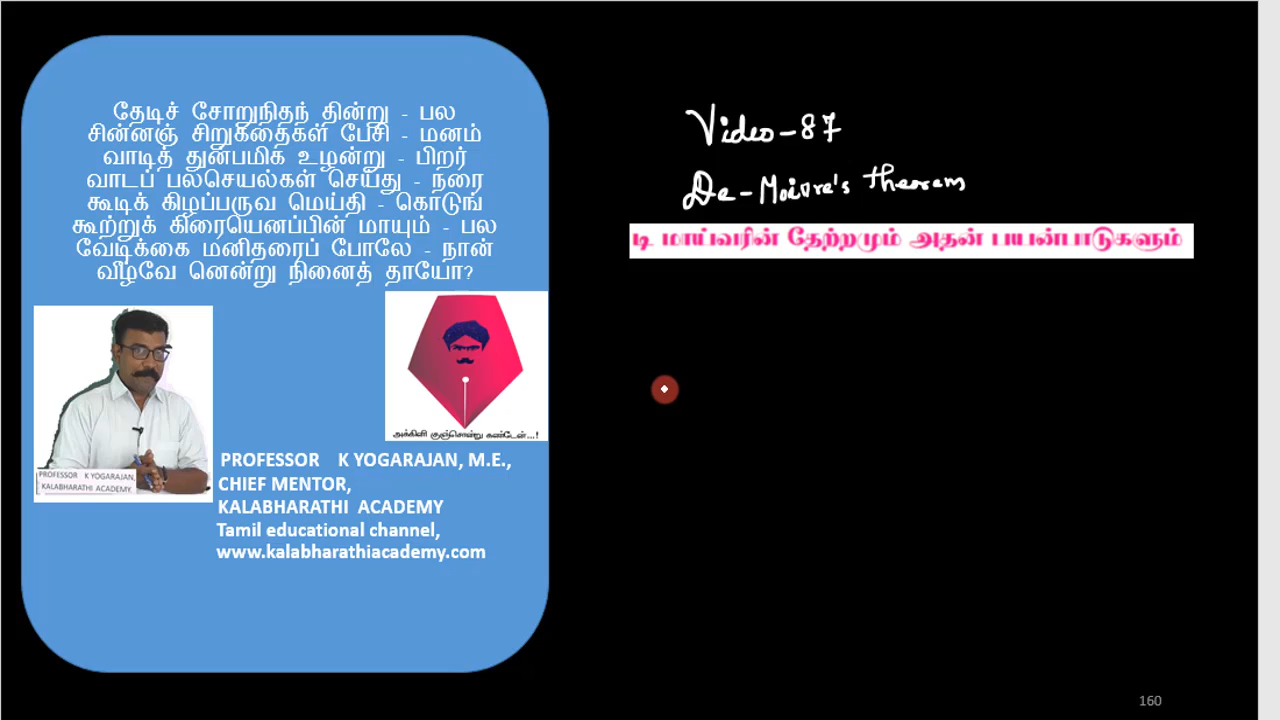 தேடிச் சோறுநிதந் தின்று - பல
சின்னஞ் சிறுகதைகள் பேசி - மனம்
வாடித் துன்பமிக உழன்று - பிறர்
வாடப் பலசெயல்கள் செய்து - நரை
கூடிக் கிழப்பருவ மெய்தி - கொடுங்
கூற்றுக் கிரையெனப்பின் மாயும் - பல
வேடிக்கை மனிதரைப் போலே - நான்
வீழ்வே னென்று நினைத் தாயோ?
அக்கினி குஞ்சொன்று கண்டேன்...!
PROFESSOR K YOGARAJAN,
KALABHARATHI ACADEMY.
PROFESSOR K YOGARAJAN, M.E.,
CHIEF MENTOR,
KALABHARATHI ACADEMY
Tamil educational channel,
www.kalabharathiacademy.com
Video-87
De-Moivre's theorem
டி மாய்வரின் தேற்றமும் அதன் பயன்பாடுகளும்
160